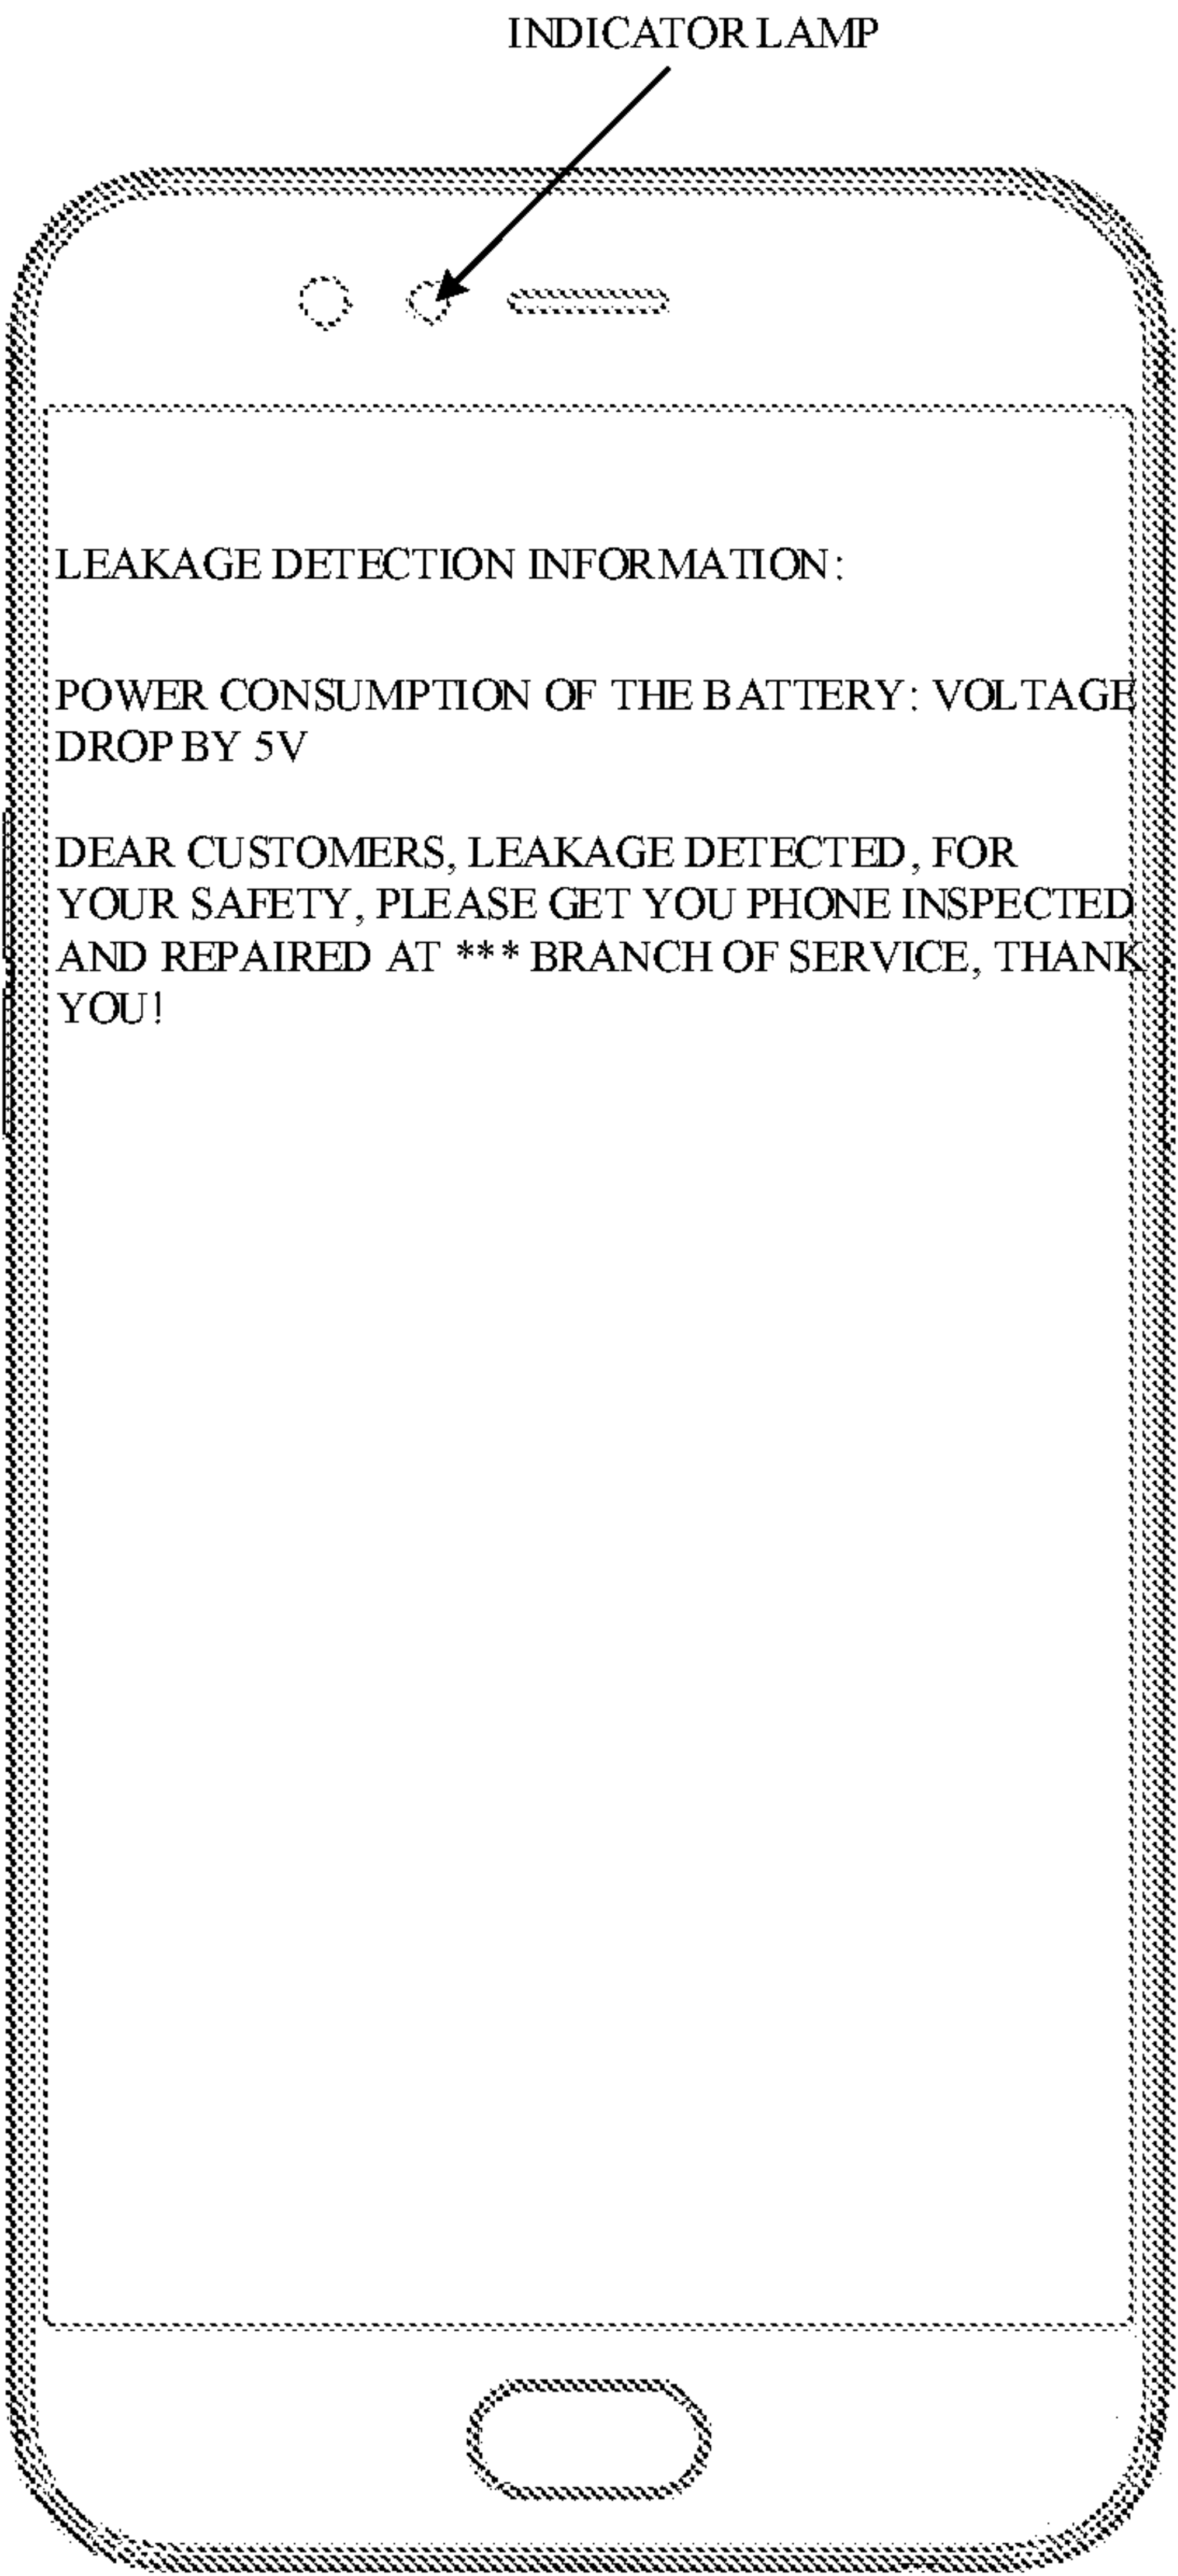 INDICATOR LAMP
LEAKAGE DETECTION INFORMATION:
POWER CONSUMPTION OF THE BATTERY: VOLTAGE
DROP BY 5V
DEAR CUSTOMERS, LEAKAGE DETECTED, FOR
YOUR SAFETY, PLEASE GET YOU PHONE INSPECTED
AND REPAIRED AT *** BRANCH OF SERVICE, THANK
YOU!